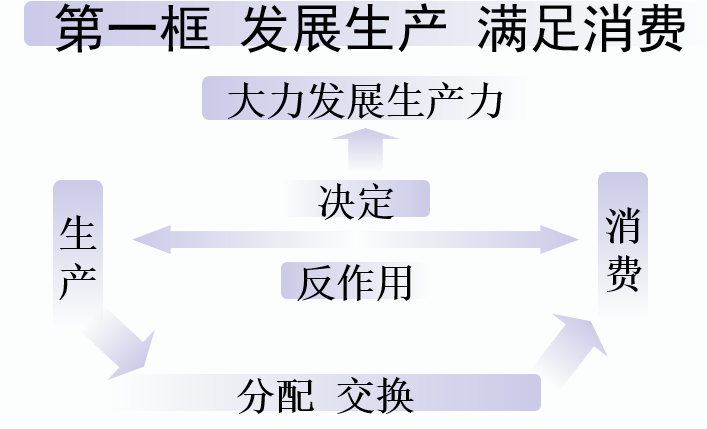 第一框 发展生产 满足消费
大力发展生产力
决定
生产
消费
反作用
分配 交换